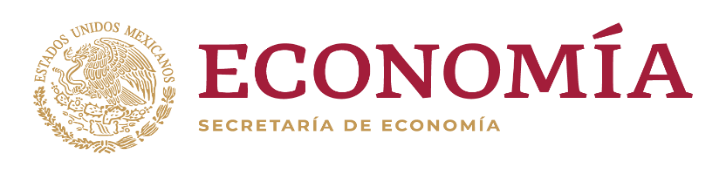 ESTADOS UNIDOS MEXICANOS
ECONOMÍA
SECRETARÍA DE ECONOMÍA